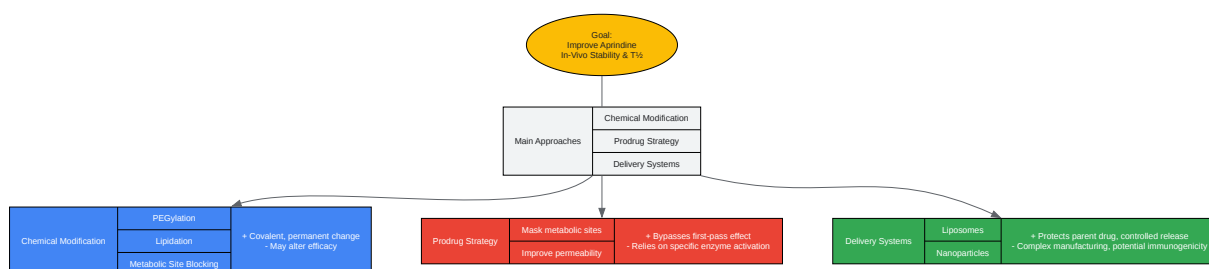 Goal:
Improve Aprindine
In-Vivo Stability & T½
Main Approaches
Chemical Modification
Prodrug Strategy
Delivery Systems
Chemical Modification
PEGylation
Lipidation
Metabolic Site Blocking
+ Covalent, permanent change
- May alter efficacy
Prodrug Strategy
Mask metabolic sites
Improve permeability
+ Bypasses first-pass effect
- Relies on specific enzyme activation
Delivery Systems
Liposomes
Nanoparticles
+ Protects parent drug, controlled release
- Complex manufacturing, potential immunogenicity